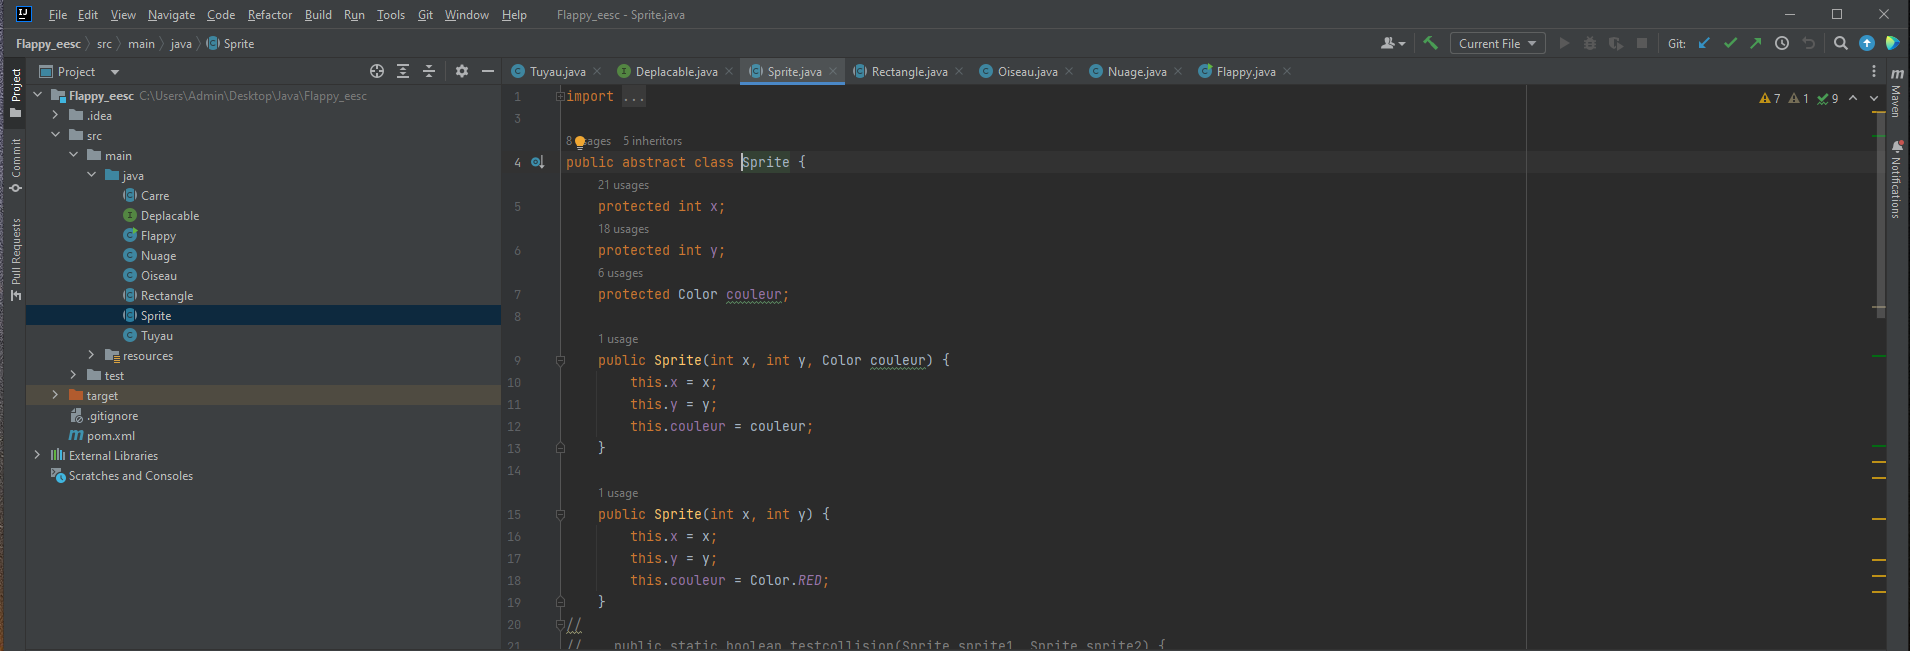 File Edit View Navigate Code Refactor Build Run Tools Git Window Help Flappy_eesc - Sprite.java
Flappy_eesc src main java Sprite Current File Git:
Project
Tuyau.java Deplacable.java Sprite.java Rectangle.java Oiseau.java Nuage.java Flappy.java
Project
Commit
Pull Requests
Flappy_eesc C:\Users\Admin\Desktop\Java\Flappy_eesc
.idea
src
main
java
Carre
Deplacable
Flappy
Nuage
Oiseau
Rectangle
Sprite
Tuyau
resources
test
target
.gitignore
pom.xml
External Libraries
Scratches and Consoles
1 import ...
3
8 usages 5 inheritors
4 public abstract class Sprite {
21 usages
5 protected int x;
18 usages
6 protected int y;
6 usages
7 protected Color couleur;
8
1 usage
9 public Sprite(int x, int y, Color couleur) {
10 this.x = x;
11 this.y = y;
12 this.couleur = couleur;
13 }
14
1 usage
15 public Sprite(int x, int y) {
16 this.x = x;
17 this.y = y;
18 this.couleur = Color.RED;
19 }
20 //
21 // public static boolean testcollision(Sprite sprite1, Sprite sprite2) {
7 1 9
Maven
Notifications